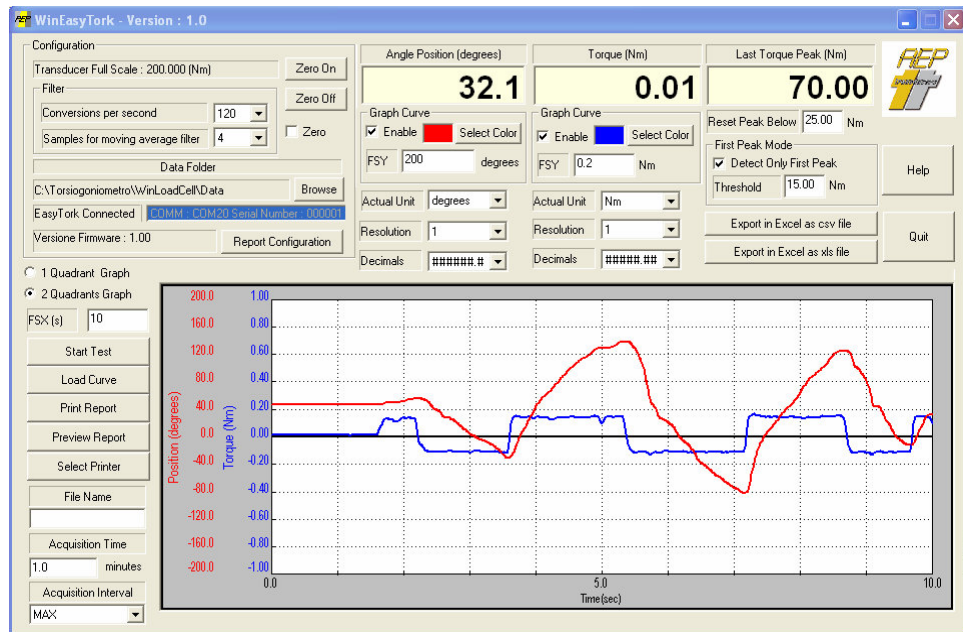 WinEasyTork - Version : 1.0
Configuration
Transducer Full Scale : 200.000 (Nm)
Zero On
Filter
Zero Off
Conversions per second
120
Samples for moving average filter
4
Zero
Data Folder
C:\Torsiogoniometro\WinLoadCell\Data
Browse
EasyTork Connected
COMM : COM20 Serial Number : 000001
Versione Firmware : 1.00
Report Configuration
Angle Position (degrees)
32.1
Graph Curve
Enable
Select Color
FSY
200
degrees
Actual Unit
degrees
Resolution
1
Decimals
######.#
Torque (Nm)
0.01
Graph Curve
Enable
Select Color
FSY
0.2
Nm
Actual Unit
Nm
Resolution
1
Decimals
#####.##
Last Torque Peak (Nm)
70.00
Reset Peak Below
25.00
Nm
First Peak Mode
Detect Only First Peak
Threshold
15.00
Nm
Export in Excel as csv file
Export in Excel as xls file
AEP
transducers
Help
Quit
1 Quadrant Graph
2 Quadrants Graph
FSX (s)
10
Start Test
Load Curve
Print Report
Preview Report
Select Printer
File Name
Acquisition Time
1.0
minutes
Acquisition Interval
MAX
Position (degrees)
200.0
160.0
120.0
80.0
40.0
0.0
-40.0
-80.0
-120.0
-160.0
-200.0
Torque (Nm)
1.00
0.80
0.60
0.40
0.20
0.00
-0.20
-0.40
-0.60
-0.80
-1.00
0.0
5.0
10.0
Time(sec)